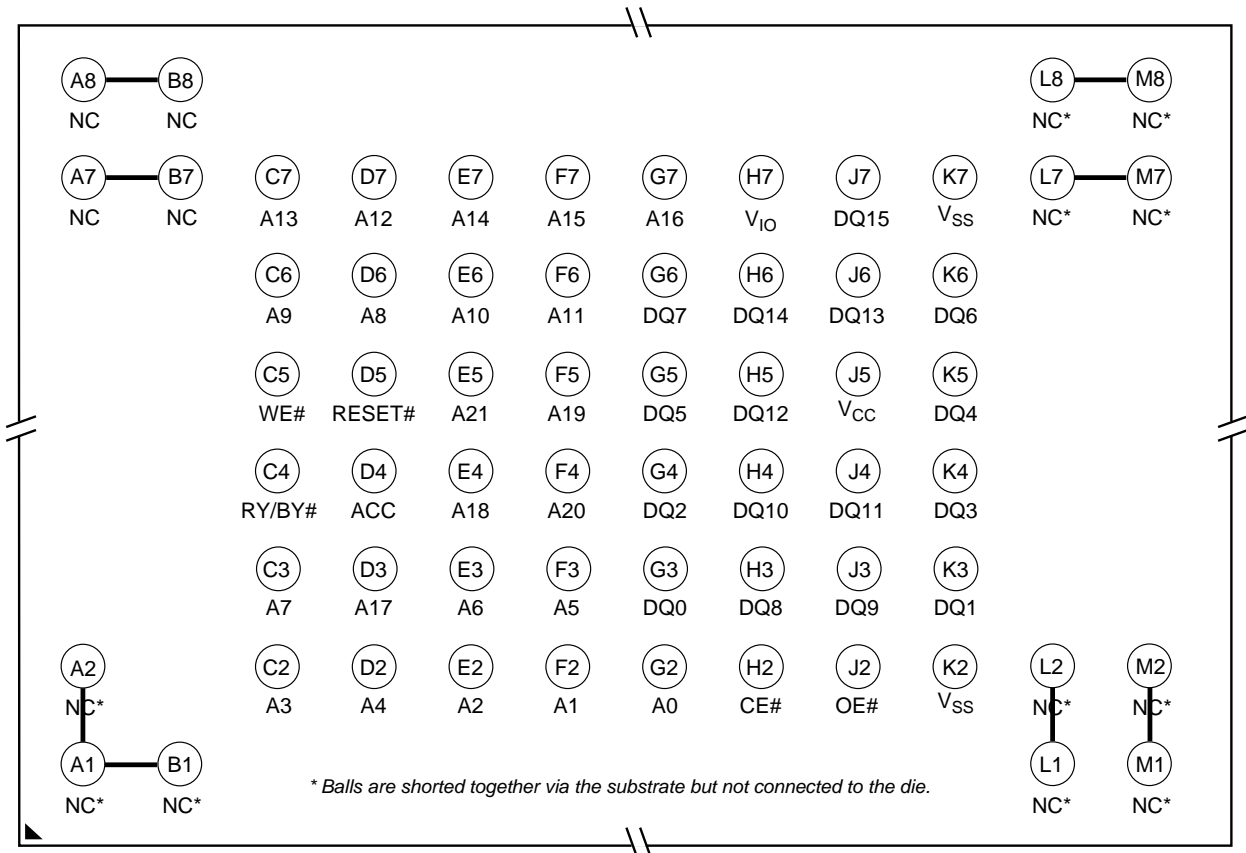 A8 B8 L8 M8
NC NC NC* NC*
A7 B7 C7 D7 E7 F7 G7 H7 J7 K7 L7 M7
NC NC A13 A12 A14 A15 A16 VIO DQ15 VSS NC* NC*
C6 D6 E6 F6 G6 H6 J6 K6
A9 A8 A10 A11 DQ7 DQ14 DQ13 DQ6
C5 D5 E5 F5 G5 H5 J5 K5
WE# RESET# A21 A19 DQ5 DQ12 VCC DQ4
C4 D4 E4 F4 G4 H4 J4 K4
RY/BY# ACC A18 A20 DQ2 DQ10 DQ11 DQ3
C3 D3 E3 F3 G3 H3 J3 K3
A7 A17 A6 A5 DQ0 DQ8 DQ9 DQ1
A2 C2 D2 E2 F2 G2 H2 J2 K2 L2 M2
NC* A3 A4 A2 A1 A0 CE# OE# VSS NC* NC*
A1 B1 L1 M1
* Balls are shorted together via the substrate but not connected to the die.
NC* NC* NC* NC*